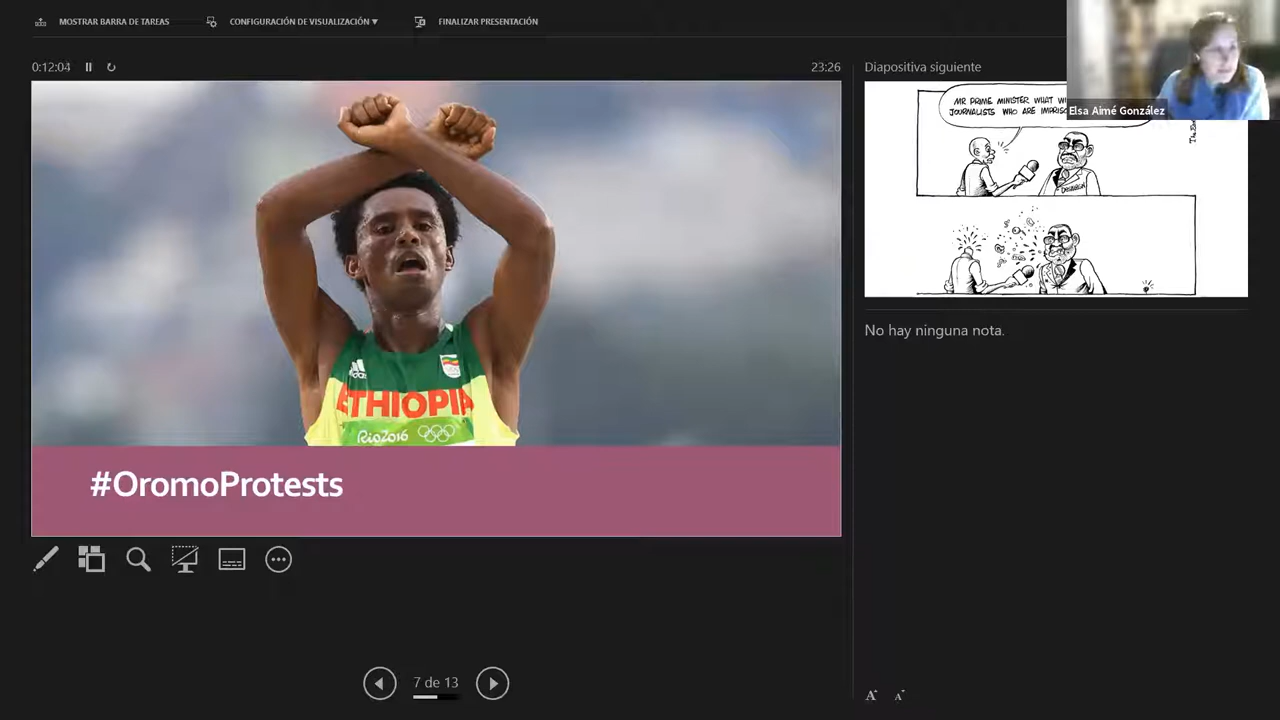 MOSTRAR BARRA DE TAREAS
CONFIGURACIÓN DE VISUALIZACIÓN ▼
FINALIZAR PRESENTACIÓN
0:12:04
23:26
Diapositiva siguiente
Elsa Aimé González
MR PRIME MINISTER WHAT
JOURNALISTS WHO ARE
ETHIOPIA
Rio2016
#OromoProtests
No hay ninguna nota.
7 de 13
A
A